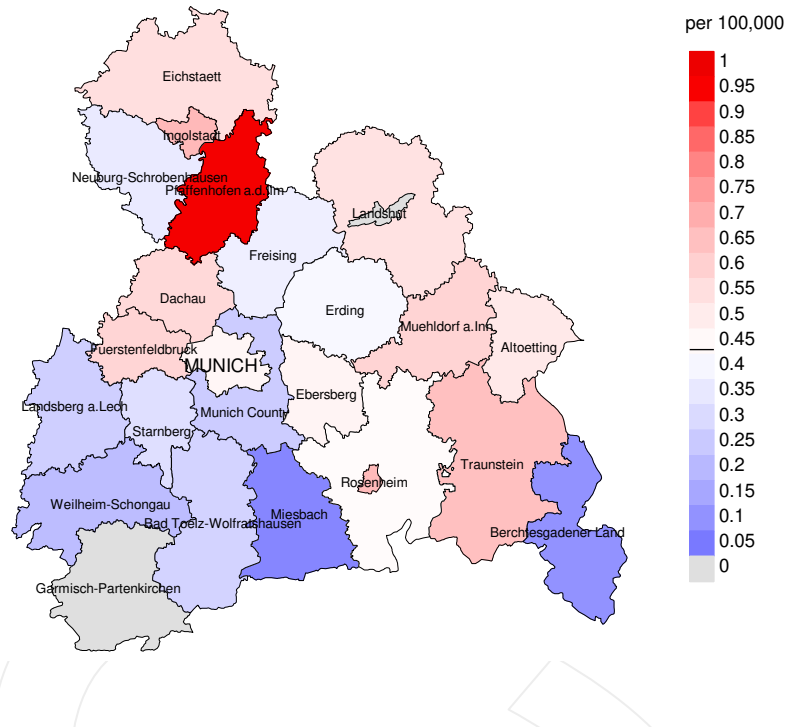 per 100,000
1
0.95
0.9
0.85
0.8
0.75
0.7
0.65
0.6
0.55
0.5
0.45
0.4
0.35
0.3
0.25
0.2
0.15
0.1
0.05
0
Eichstaett
Ingolstadt
Neuburg-Schrobenhausen
Pfaffenhofen a.d.Ilm
Landshut
Freising
Dachau
Erding
Muehldorf a.Inn
Altoetting
Fuerstenfeldbruck
MUNICH
Ebersberg
Landsberg a.Lech
Munich County
Starnberg
Traunstein
Rosenheim
Weilheim-Schongau
Miesbach
Bad Toelz-Wolfratshausen
Berchtesgadener Land
Garmisch-Partenkirchen